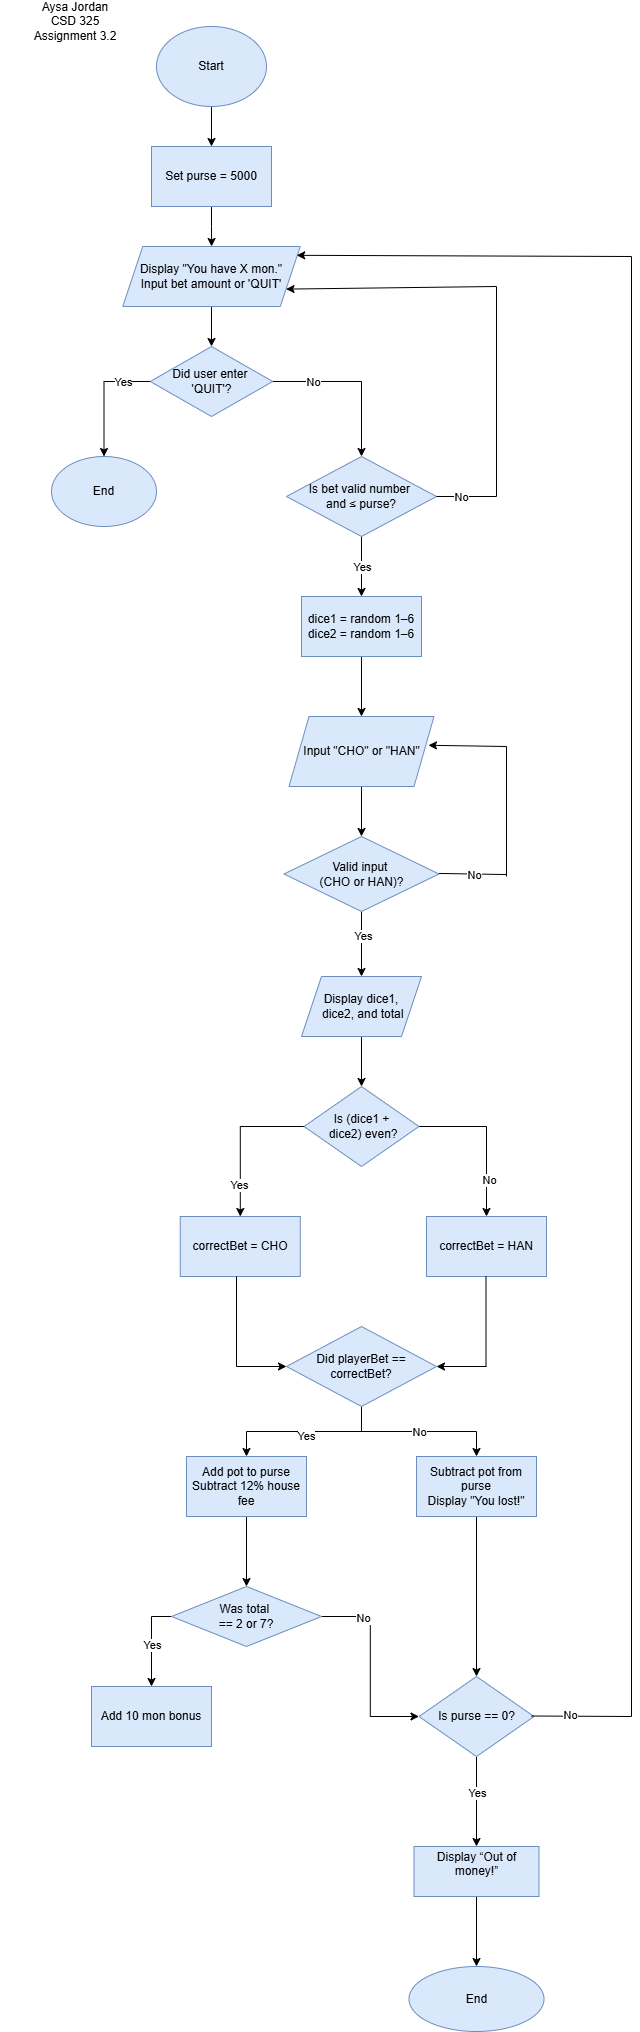 Aysa Jordan
CSD 325
Assignment 3.2
Start
Set purse = 5000
Display "You have X mon."
Input bet amount or 'QUIT'
Did user enter
'QUIT'?
Yes
No
End
Is bet valid number
and ≤ purse?
No
Yes
dice1 = random 1–6
dice2 = random 1–6
Input "CHO" or "HAN"
Valid input
(CHO or HAN)?
No
Yes
Display dice1,
dice2, and total
Is (dice1 +
dice2) even?
Yes
No
correctBet = CHO
correctBet = HAN
Did playerBet ==
correctBet?
Yes
No
Add pot to purse
Subtract 12% house
fee
Subtract pot from
purse
Display "You lost!"
Was total
== 2 or 7?
No
Yes
Add 10 mon bonus
Is purse == 0?
No
Yes
Display “Out of
money!”
End